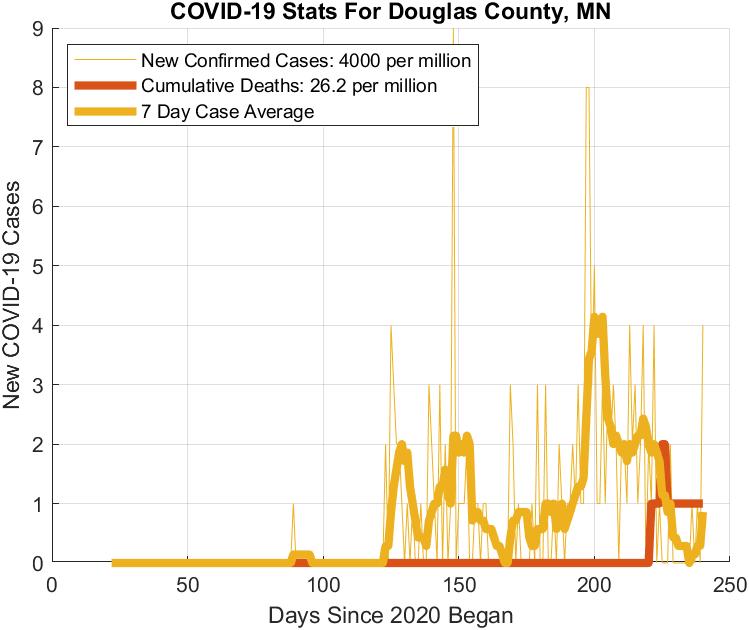 COVID-19 Stats For Douglas County, MN
New Confirmed Cases: 4000 per million
Cumulative Deaths: 26.2 per million
7 Day Case Average
New COVID-19 Cases
9
8
7
6
5
4
3
2
1
0
0 50 100 150 200 250
Days Since 2020 Began